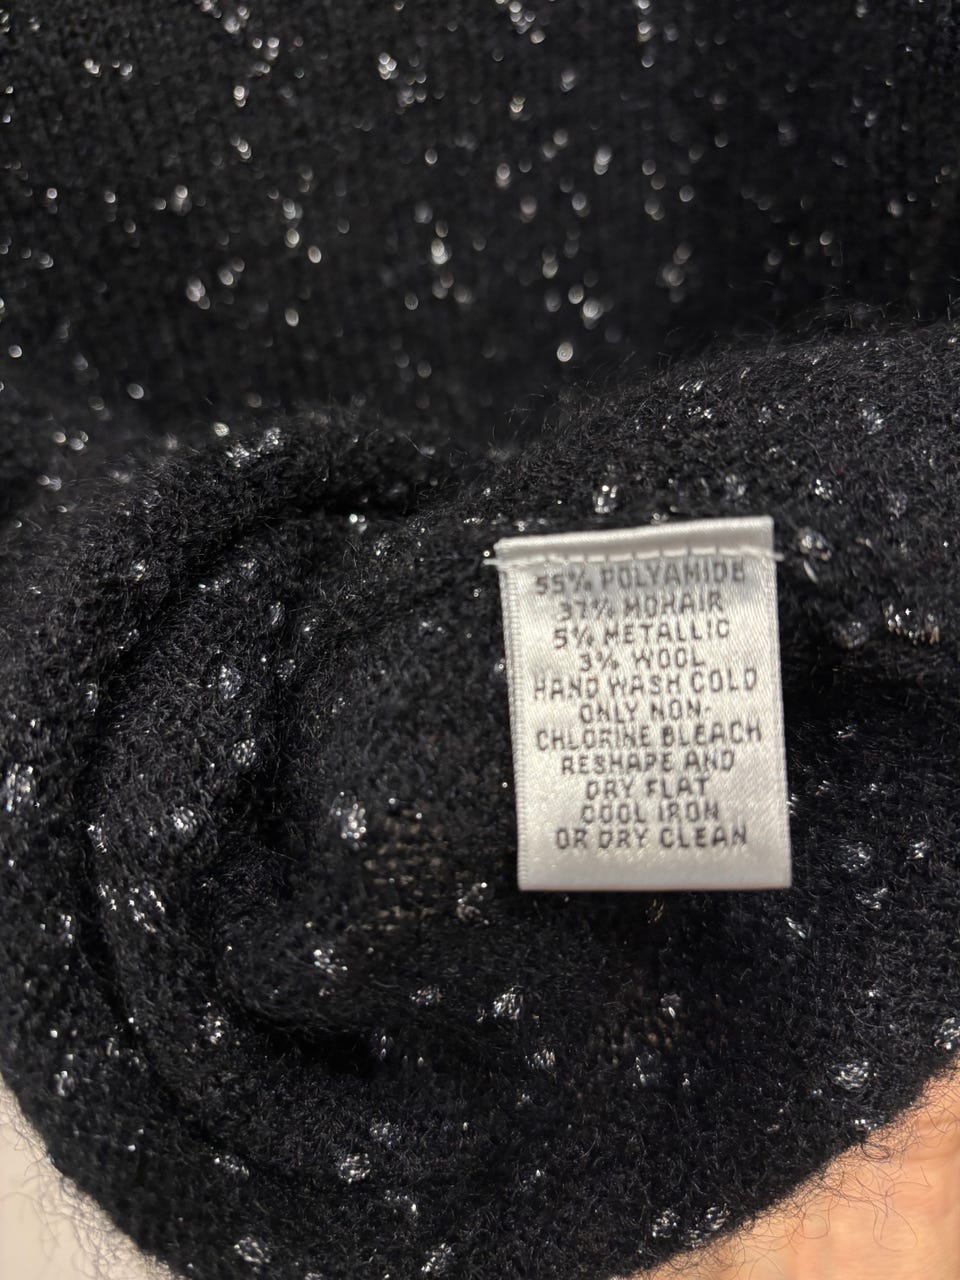 55% POLYAMIDE
37% MOHAIR
5% METALLIC
3% WOOL
HAND WASH COLD
ONLY NON-
CHLORINE BLEACH
RESHAPE AND
DRY FLAT
COOL IRON
OR DRY CLEAN